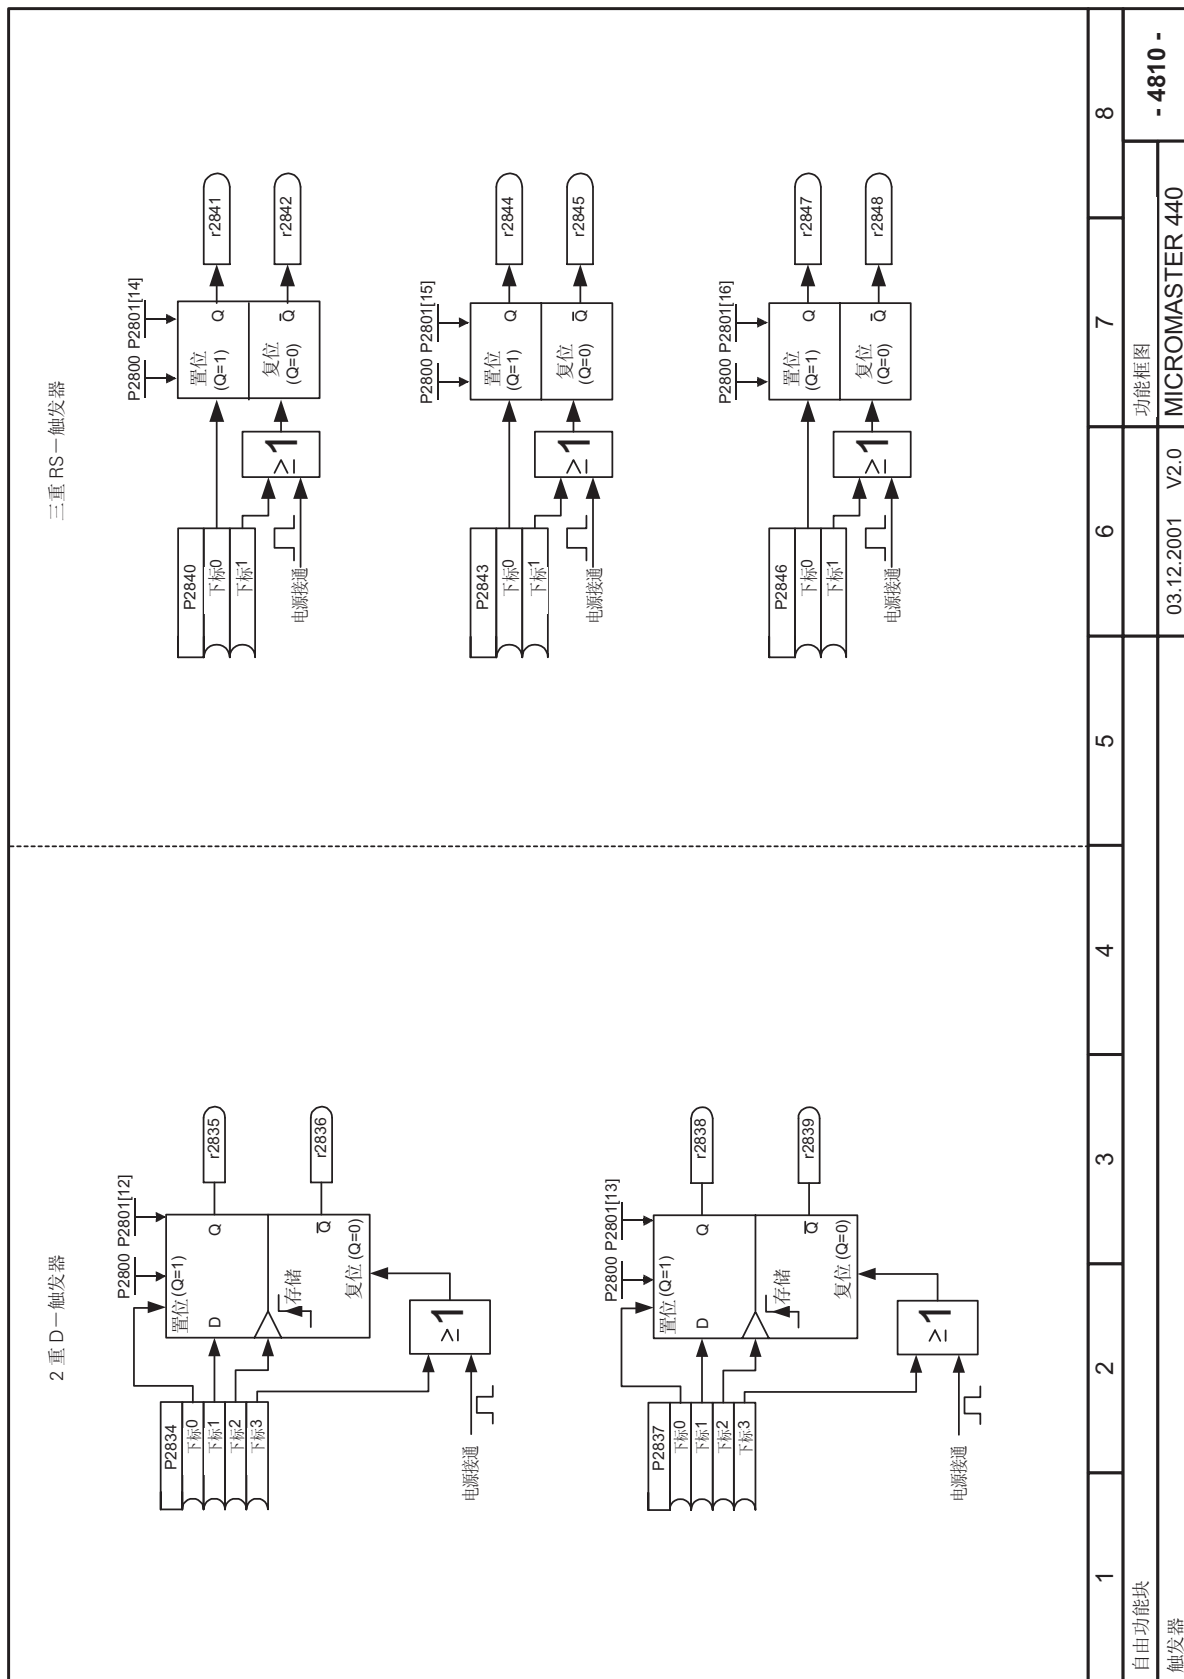 2 重 D－触发器
P2800 P2801[12]
P2834
下标0
下标1
下标2
下标3
置位 (Q=1)
D
Q
r2835
存储
Q
复位 (Q=0)
r2836
≥1
电源接通
P2800 P2801[13]
P2837
下标0
下标1
下标2
下标3
置位 (Q=1)
D
Q
r2838
存储
Q
复位 (Q=0)
r2839
≥1
电源接通
三重 RS－触发器
P2800 P2801[14]
P2840
下标0
下标1
置位
(Q=1)
Q
r2841
复位
(Q=0)
Q
r2842
≥1
电源接通
P2800 P2801[15]
P2843
下标0
下标1
置位
(Q=1)
Q
r2844
复位
(Q=0)
Q
r2845
≥1
电源接通
P2800 P2801[16]
P2846
下标0
下标1
置位
(Q=1)
Q
r2847
复位
(Q=0)
Q
r2848
≥1
电源接通
1 2 3 4 5 6 7 8
自由功能块
功能框图
- 4810 -
触发器
03.12.2001 V2.0
MICROMASTER 440